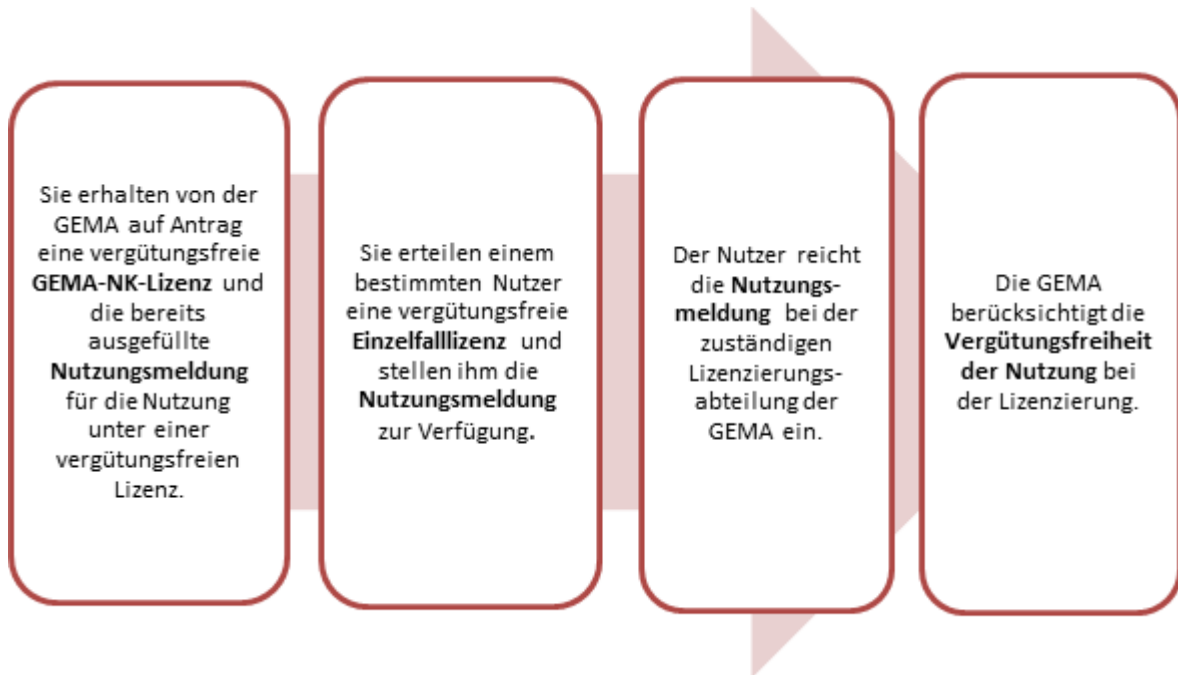 Sie erhalten von der
GEMA auf Antrag
eine vergütungsfreie
GEMA-NK-Lizenz und
die bereits
ausgefüllte
Nutzungsmeldung
für die Nutzung
unter einer
vergütungsfreien
Lizenz.
Sie erteilen einem
bestimmten Nutzer
eine vergütungsfreie
Einzelfalllizenz und
stellen ihm die
Nutzungsmeldung
zur Verfügung.
Der Nutzer reicht
die Nutzungs-
meldung bei der
zuständigen
Lizenzierungs-
abteilung der
GEMA ein.
Die GEMA
berücksichtigt die
Vergütungsfreiheit
der Nutzung bei
der Lizenzierung.